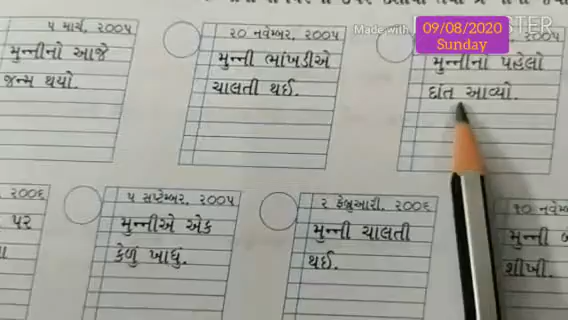 Made with
09/08/2020
Sunday
૫ માર્ચ, ૨૦૦૫
મુન્નીનો આજે
જન્મ થયો.
૨૦ નવેમ્બર, ૨૦૦૫
મુન્ની ભાંખડીએ
ચાલતી થઈ.
૨૦૦૫
મુન્નીનો પહેલો
દાંત આવ્યો.
૨૦૦૬
પર
૫ સપ્ટેમ્બર, ૨૦૦૫
મુન્નીએ એક
કેળું ખાધું.
૨ ફેબ્રુઆરી, ૨૦૦૬
મુન્ની ચાલતી
થઈ.
૧૦ નવેમ્
મુન્ની
શીખી.